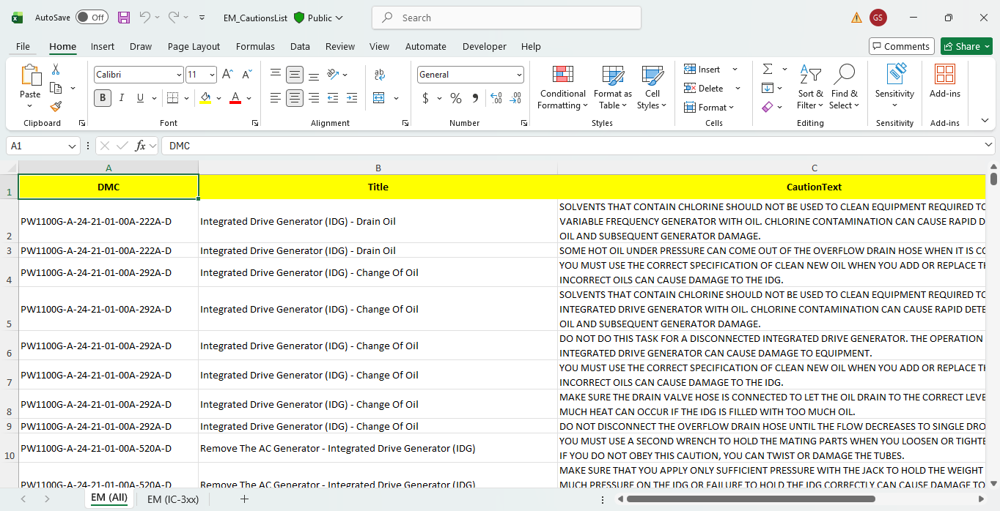 AutoSave Off EM_CautionsList Public Search GS
File Home Insert Draw Page Layout Formulas Data Review View Automate Developer Help Comments Share
Paste Calibri 11 A A ab General Conditional Formatting Format as Table Cell Styles Insert Delete Format Sort & Filter Find & Select Sensitivity Add-ins
B I U A $ % 9
Clipboard Font Alignment Number Styles Cells Editing Sensitivity Add-ins
A1 fx DMC
A B C
1 DMC Title CautionText
SOLVENTS THAT CONTAIN CHLORINE SHOULD NOT BE USED TO CLEAN EQUIPMENT REQUIRED TO
2 PW1100G-A-24-21-01-00A-222A-D Integrated Drive Generator (IDG) - Drain Oil VARIABLE FREQUENCY GENERATOR WITH OIL. CHLORINE CONTAMINATION CAN CAUSE RAPID D
OIL AND SUBSEQUENT GENERATOR DAMAGE.
3 PW1100G-A-24-21-01-00A-222A-D Integrated Drive Generator (IDG) - Drain Oil SOME HOT OIL UNDER PRESSURE CAN COME OUT OF THE OVERFLOW DRAIN HOSE WHEN IT IS CO
4 PW1100G-A-24-21-01-00A-292A-D Integrated Drive Generator (IDG) - Change Of Oil YOU MUST USE THE CORRECT SPECIFICATION OF CLEAN NEW OIL WHEN YOU ADD OR REPLACE TH
INCORRECT OILS CAN CAUSE DAMAGE TO THE IDG.
SOLVENTS THAT CONTAIN CHLORINE SHOULD NOT BE USED TO CLEAN EQUIPMENT REQUIRED TO
5 PW1100G-A-24-21-01-00A-292A-D Integrated Drive Generator (IDG) - Change Of Oil INTEGRATED DRIVE GENERATOR WITH OIL. CHLORINE CONTAMINATION CAN CAUSE RAPID DETE
OIL AND SUBSEQUENT GENERATOR DAMAGE.
6 PW1100G-A-24-21-01-00A-292A-D Integrated Drive Generator (IDG) - Change Of Oil DO NOT DO THIS TASK FOR A DISCONNECTED INTEGRATED DRIVE GENERATOR. THE OPERATION
INTEGRATED DRIVE GENERATOR CAN CAUSE DAMAGE TO EQUIPMENT.
7 PW1100G-A-24-21-01-00A-292A-D Integrated Drive Generator (IDG) - Change Of Oil YOU MUST USE THE CORRECT SPECIFICATION OF CLEAN NEW OIL WHEN YOU ADD OR REPLACE TH
INCORRECT OILS CAN CAUSE DAMAGE TO THE IDG.
8 PW1100G-A-24-21-01-00A-292A-D Integrated Drive Generator (IDG) - Change Of Oil MAKE SURE THE DRAIN VALVE HOSE IS CONNECTED TO LET THE OIL DRAIN TO THE CORRECT LEVE
MUCH HEAT CAN OCCUR IF THE IDG IS FILLED WITH TOO MUCH OIL.
9 PW1100G-A-24-21-01-00A-292A-D Integrated Drive Generator (IDG) - Change Of Oil DO NOT DISCONNECT THE OVERFLOW DRAIN HOSE UNTIL THE FLOW DECREASES TO SINGLE DRO
10 PW1100G-A-24-21-01-00A-520A-D Remove The AC Generator - Integrated Drive Generator (IDG) YOU MUST USE A SECOND WRENCH TO HOLD THE MATING PARTS WHEN YOU LOOSEN OR TIGHTE
IF YOU DO NOT OBEY THIS CAUTION, YOU CAN TWIST OR DAMAGE THE TUBES.
MAKE SURE THAT YOU APPLY ONLY SUFFICIENT PRESSURE WITH THE JACK TO HOLD THE WEIGHT
PW1100G-A-24-21-01-00A-520A-D Remove The AC Generator - Integrated Drive Generator (IDG) MUCH PRESSURE ON THE IDG OR FAILURE TO HOLD THE IDG CORRECTLY CAN CAUSE DAMAGE TO
EM (All) EM (IC-3xx)